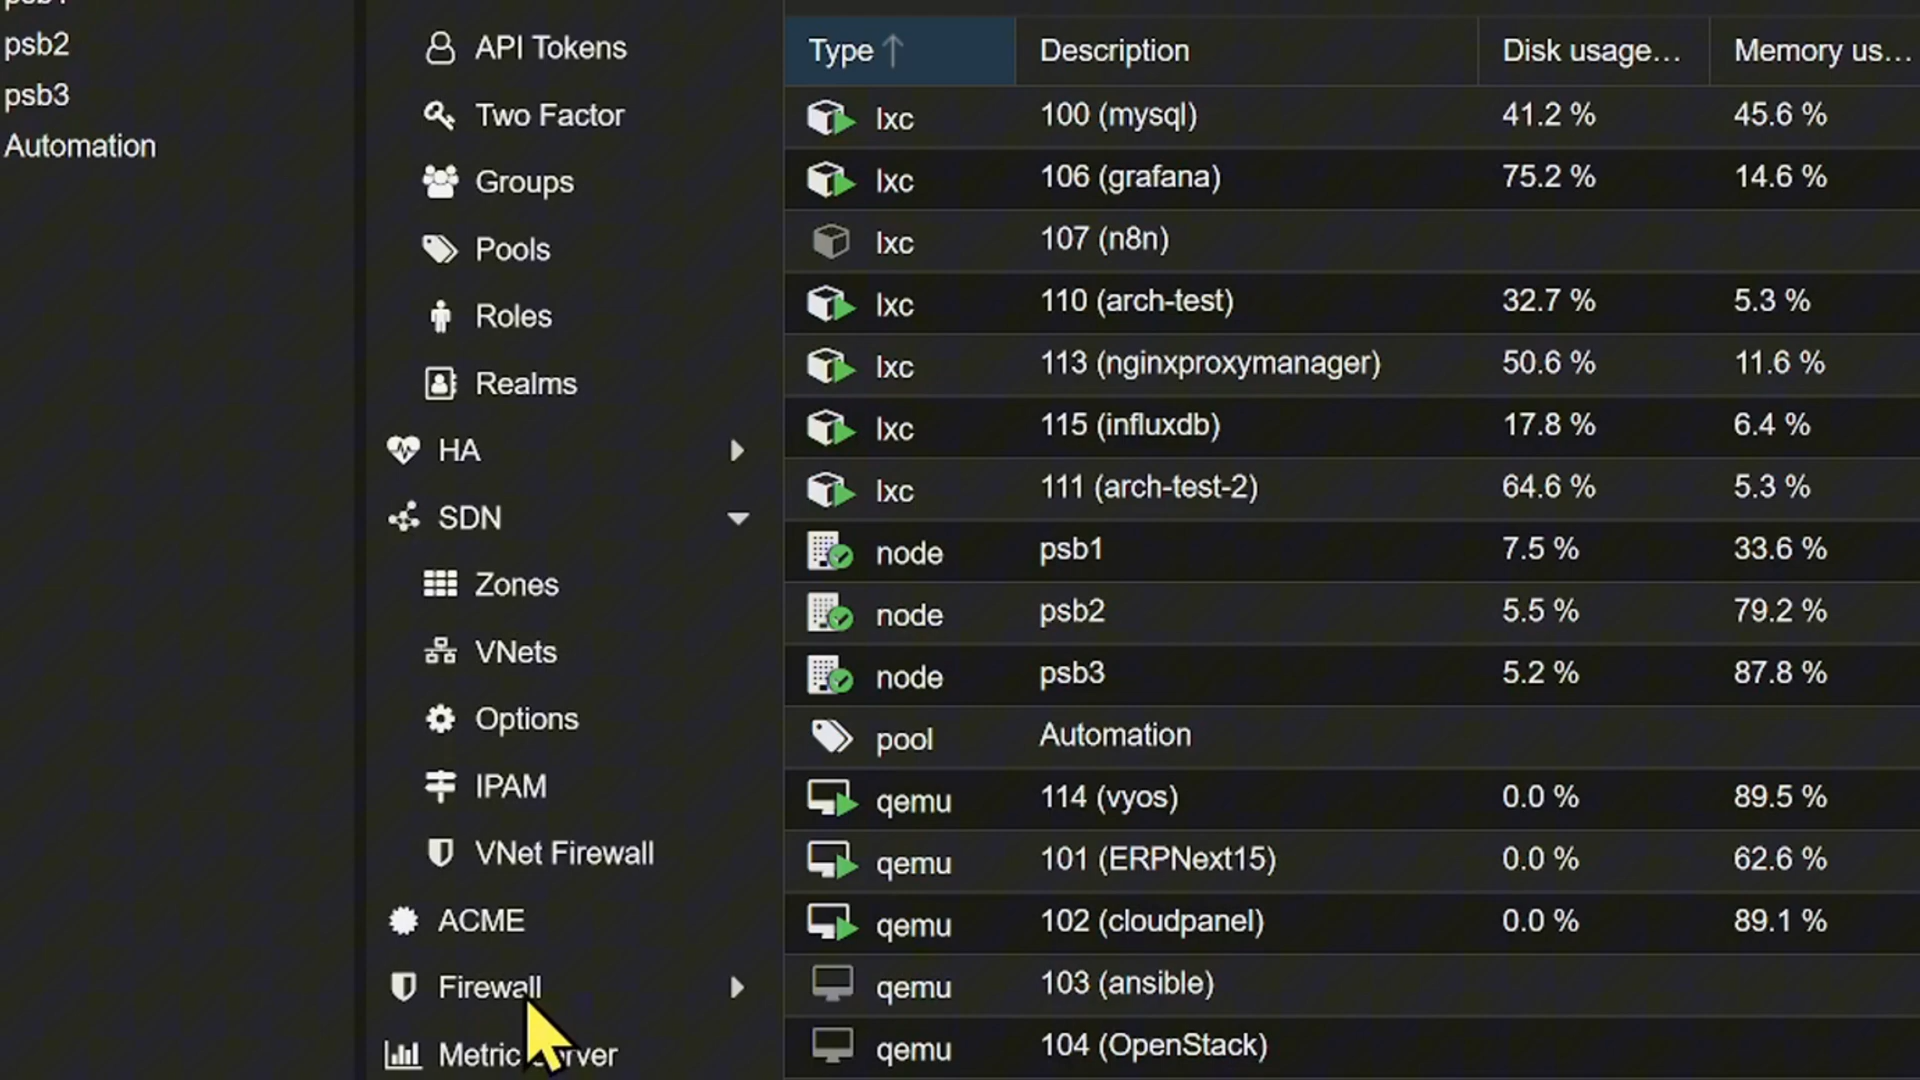 psb2
psb3
Automation
API Tokens
Two Factor
Groups
Pools
Roles
Realms
HA
SDN
Zones
VNets
Options
IPAM
VNet Firewall
ACME
Firewall
Metric
Type Description Disk usage... Memory us...
lxc 100 (mysql) 41.2 % 45.6 %
lxc 106 (grafana) 75.2 % 14.6 %
lxc 107 (n8n)
lxc 110 (arch-test) 32.7 % 5.3 %
lxc 113 (nginxproxymanager) 50.6 % 11.6 %
lxc 115 (influxdb) 17.8 % 6.4 %
lxc 111 (arch-test-2) 64.6 % 5.3 %
node psb1 7.5 % 33.6 %
node psb2 5.5 % 79.2 %
node psb3 5.2 % 87.8 %
pool Automation
qemu 114 (vyos) 0.0 % 89.5 %
qemu 101 (ERPNext15) 0.0 % 62.6 %
qemu 102 (cloudpanel) 0.0 % 89.1 %
qemu 103 (ansible)
qemu 104 (OpenStack)